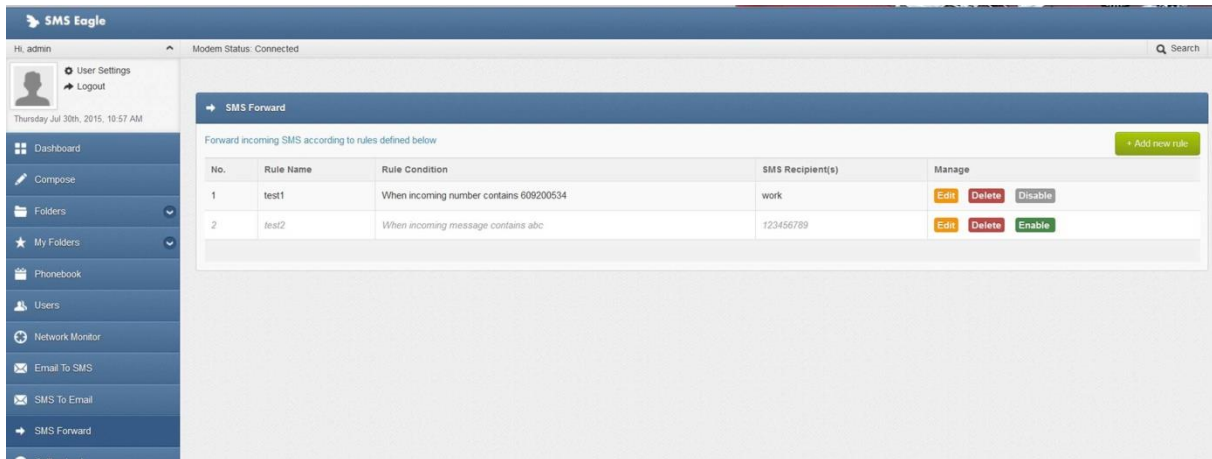 SMS Eagle
Hi, admin
Modem Status: Connected
Search
User Settings
Logout
Thursday Jul 30th, 2015, 10:57 AM
SMS Forward
Forward incoming SMS according to rules defined below
+ Add new rule
No. Rule Name Rule Condition SMS Recipient(s) Manage
1 test1 When incoming number contains 609200534 work Edit Delete Disable
2 test2 When incoming message contains abc 123456789 Edit Delete Enable
Dashboard
Compose
Folders
My Folders
Phonebook
Users
Network Monitor
Email To SMS
SMS To Email
SMS Forward